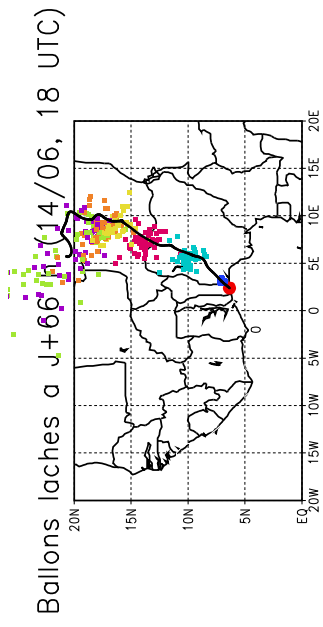 Ballons laches a J+66 (14/06, 18 UTC)
20N
15N
10N
5N
EQ
20W
15W
10W
5W
0
5E
10E
15E
20E